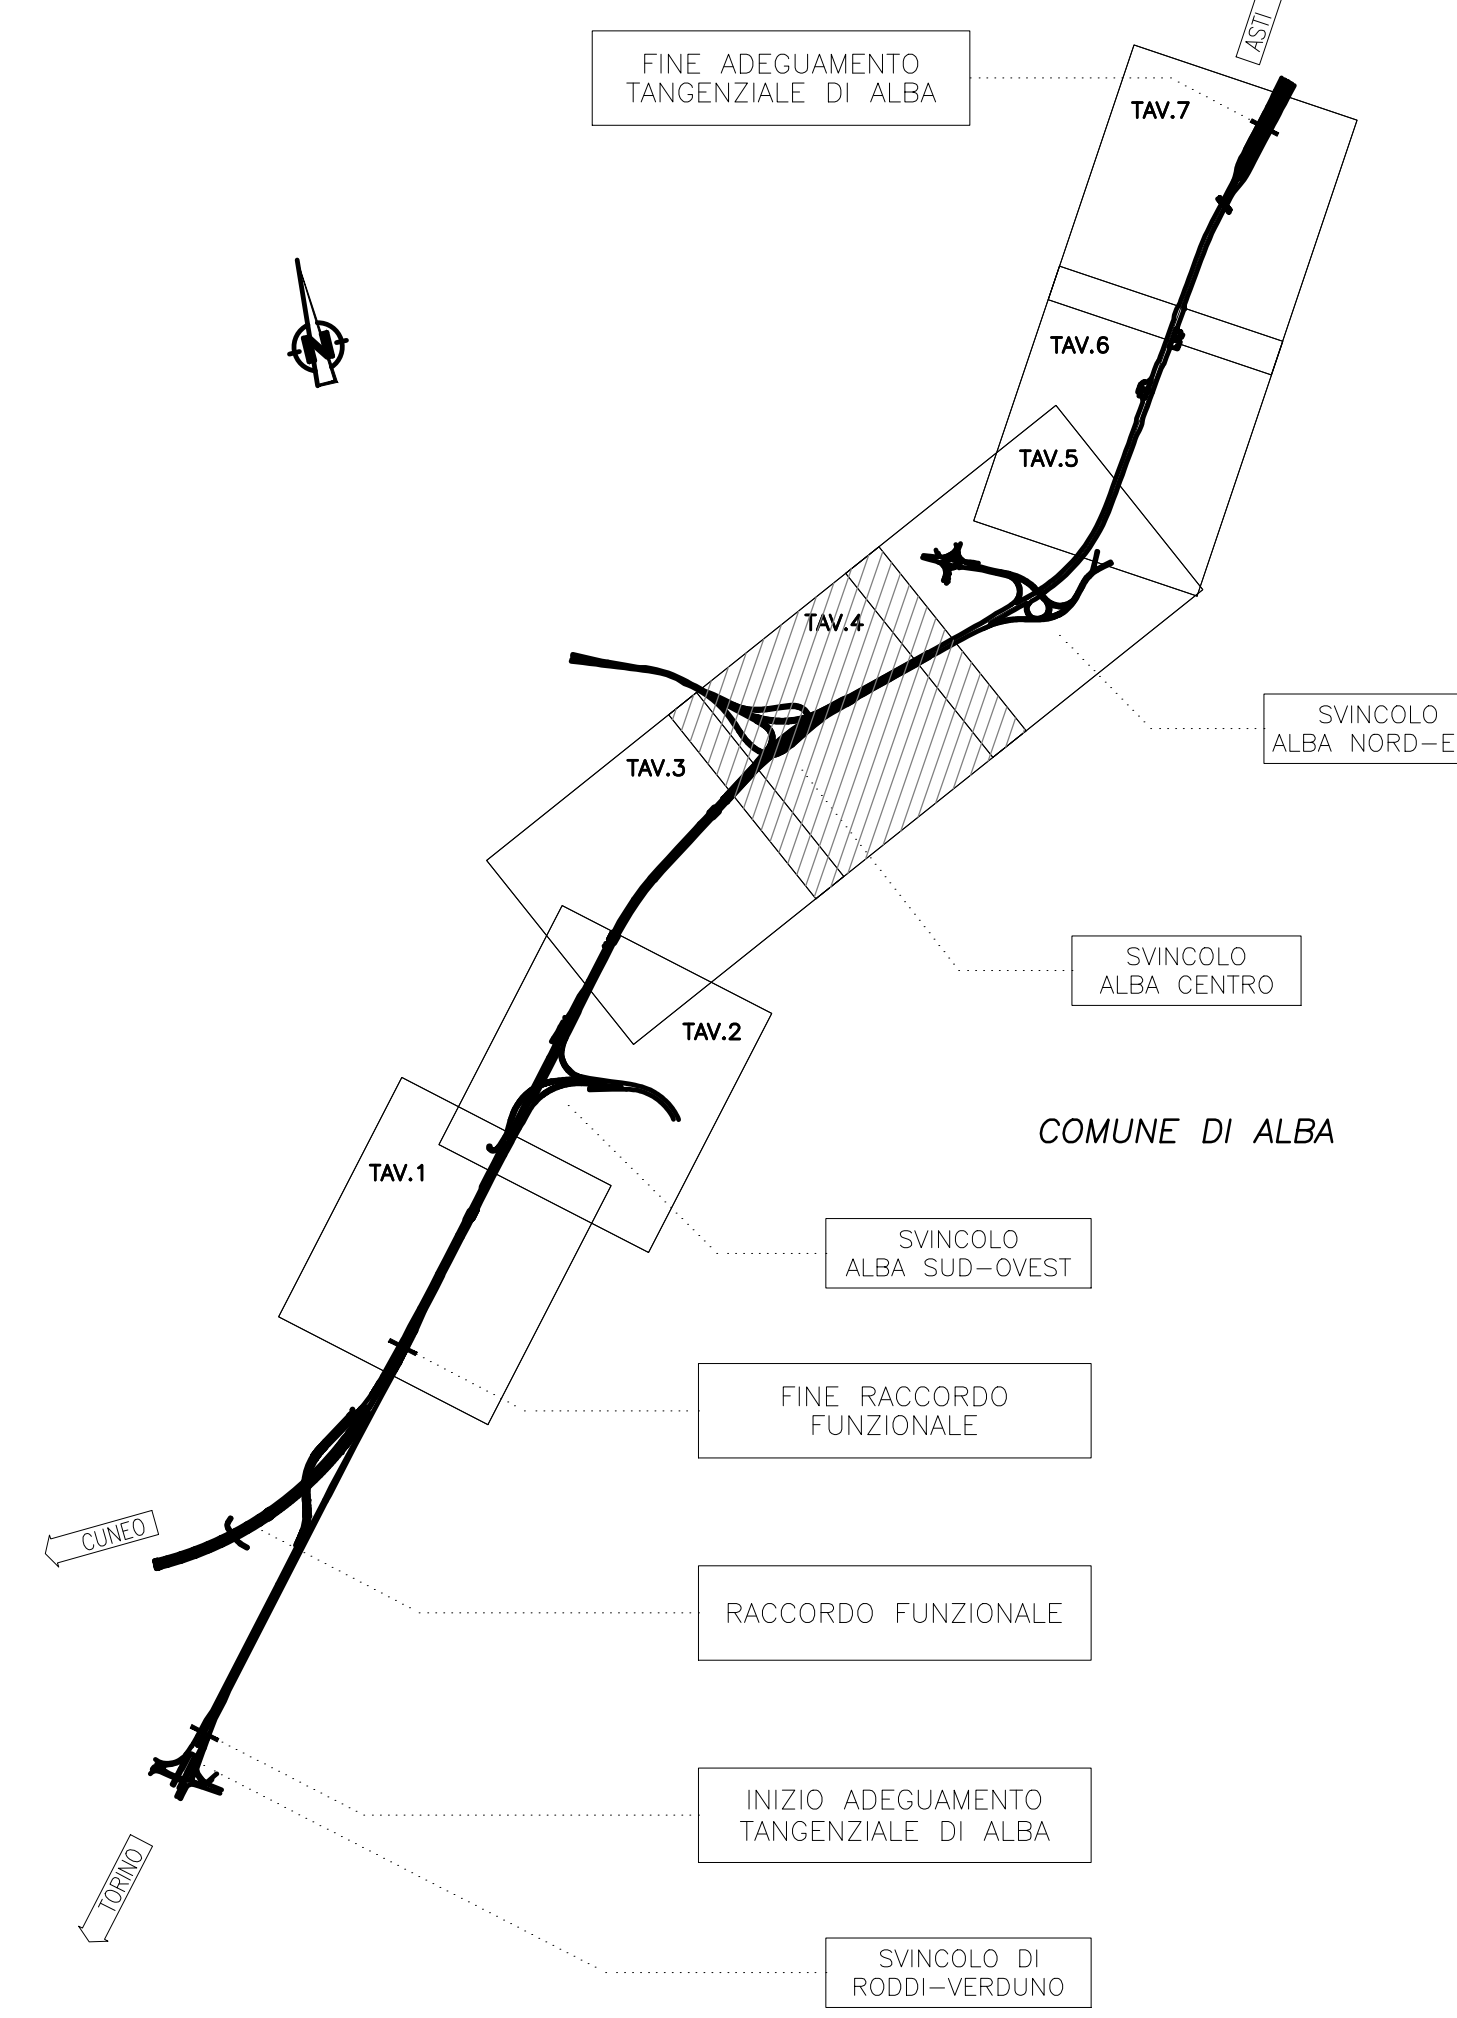 ASTI
FINE ADEGUAMENTO
TANGENZIALE DI ALBA
TAV.7
N
TAV.6
TAV.5
TAV.4
SVINCOLO
ALBA NORD-E
TAV.3
SVINCOLO
ALBA CENTRO
TAV.2
COMUNE DI ALBA
TAV.1
SVINCOLO
ALBA SUD-OVEST
FINE RACCORDO
FUNZIONALE
CUNEO
RACCORDO FUNZIONALE
INIZIO ADEGUAMENTO
TANGENZIALE DI ALBA
TORINO
SVINCOLO DI
RODDI-VERDUNO